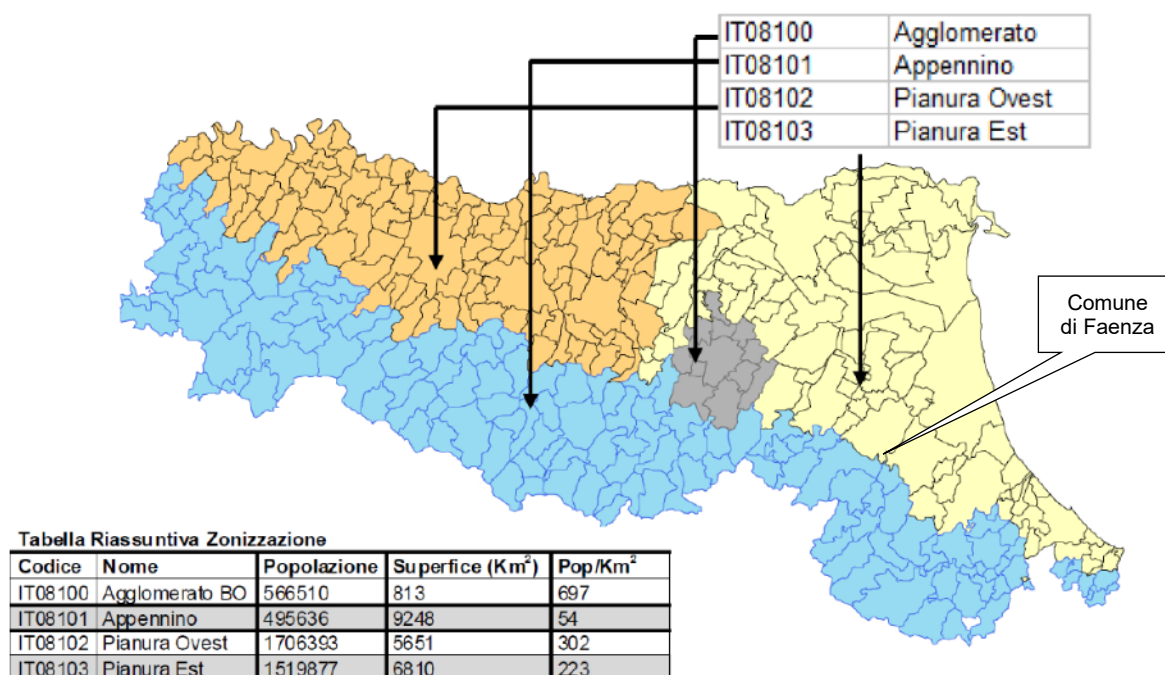 IT08100 Agglomerato
IT08101 Appennino
IT08102 Pianura Ovest
IT08103 Pianura Est
Comune
di Faenza
Tabella Riassuntiva Zonizzazione
Codice Nome Popolazione Superfice (Km²) Pop/Km²
IT08100 Agglomerato BO 566510 813 697
IT08101 Appennino 495636 9248 54
IT08102 Pianura Ovest 1706393 5651 302
IT08103 Pianura Est 1519877 6810 223